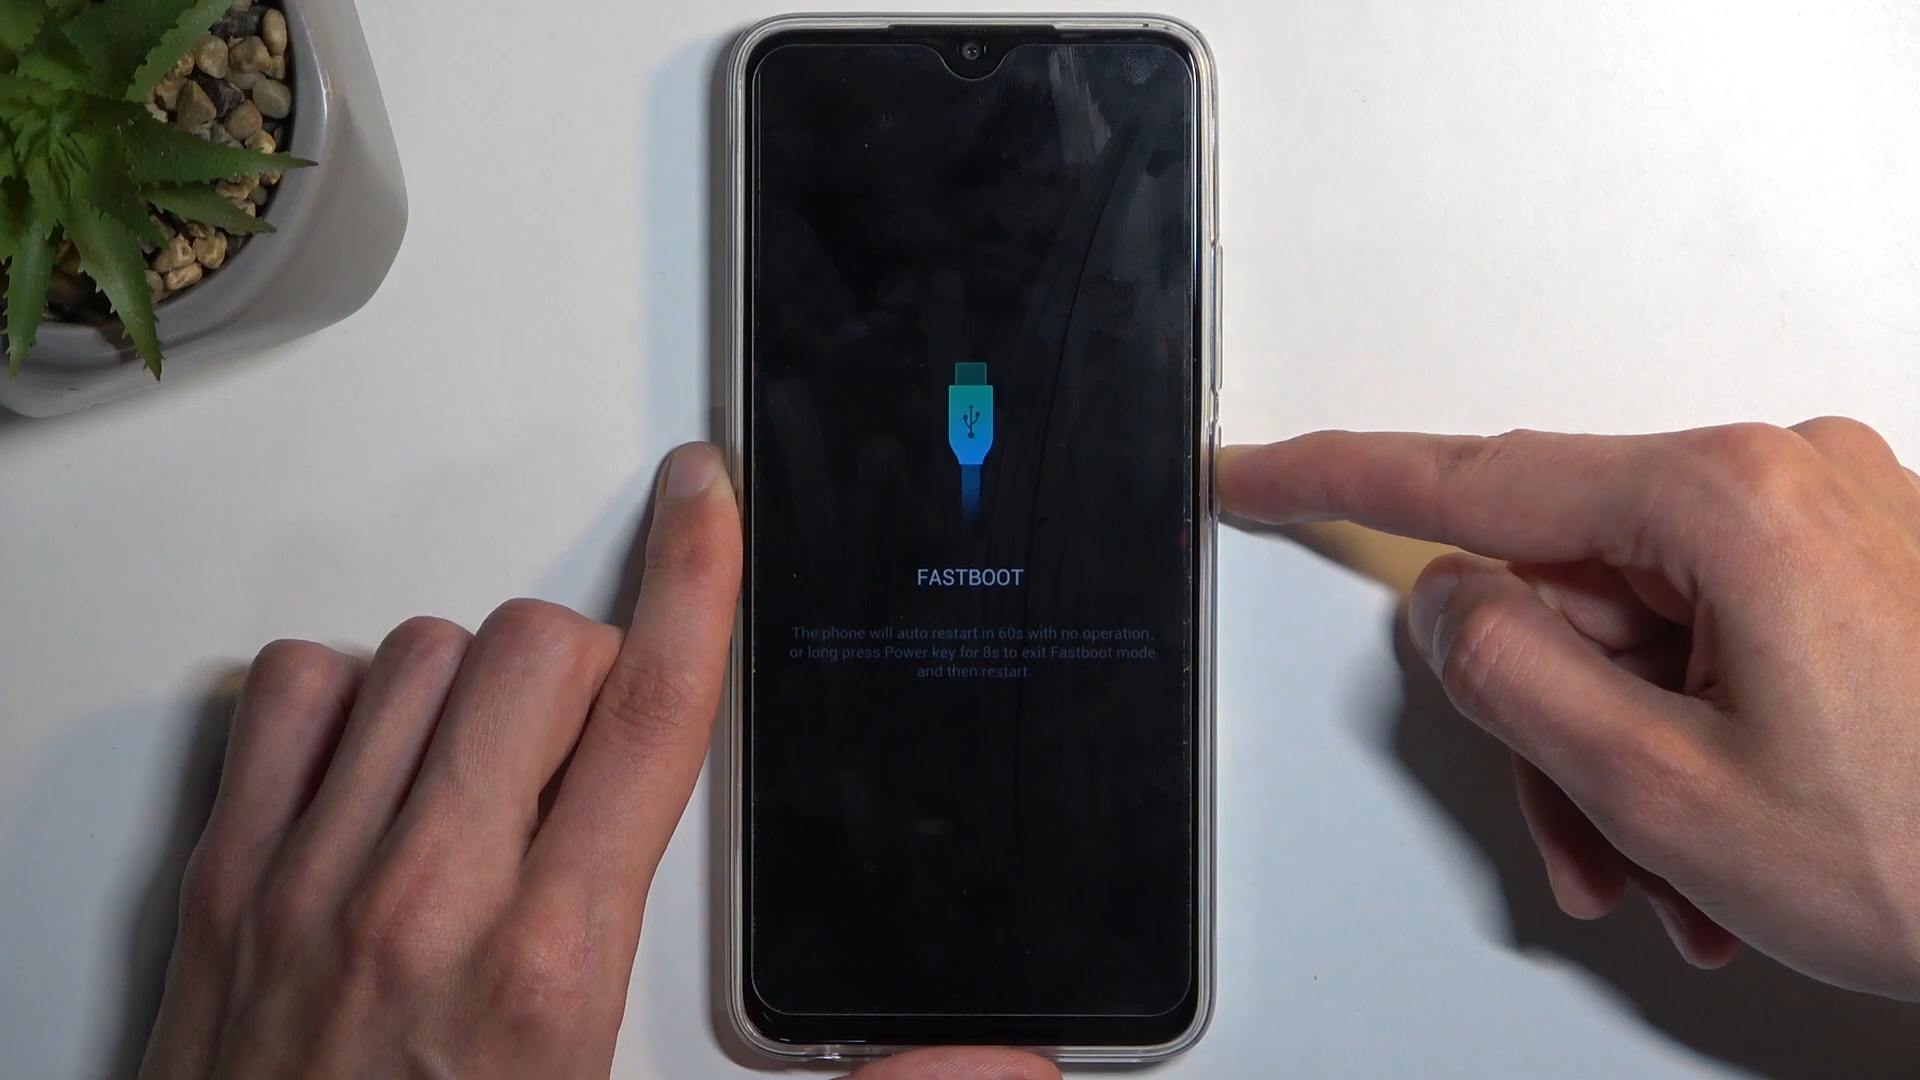 FASTBOOT
The phone will auto restart in 60s with no operation,
or long press Power key for 8s to exit Fastboot mode
and then restart.